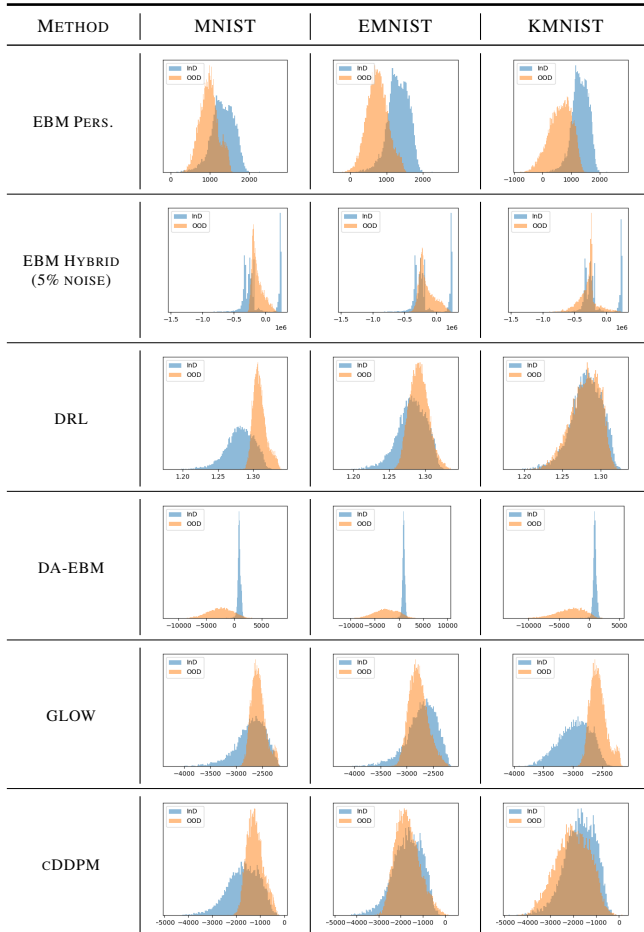 METHOD MNIST EMNIST KMNIST
EBM PERS.
InD
OOD
0 1000 2000
InD
OOD
0 1000 2000
InD
OOD
−1000 0 1000 2000
EBM HYBRID
(5% NOISE)
InD
OOD
−1.5 −1.0 −0.5 0.0
1e6
InD
OOD
−1.5 −1.0 −0.5 0.0
1e6
InD
OOD
−1.5 −1.0 −0.5 0.0
1e6
DRL
InD
OOD
1.20 1.25 1.30
InD
OOD
1.20 1.25 1.30
InD
OOD
1.20 1.25 1.30
DA-EBM
InD
OOD
−10000 −5000 0 5000
InD
OOD
−10000 −5000 0 5000 10000
InD
OOD
−10000 −5000 0 5000
GLOW
InD
OOD
−4000 −3500 −3000 −2500
InD
OOD
−4000 −3500 −3000 −2500
InD
OOD
−4000 −3500 −3000 −2500
CDDPM
InD
OOD
−5000 −4000 −3000 −2000 −1000 0
InD
OOD
−5000 −4000 −3000 −2000 −1000 0
InD
OOD
−5000 −4000 −3000 −2000 −1000 0